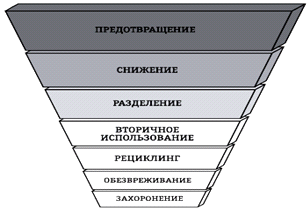 ПРЕДОТВРАЩЕНИЕ
СНИЖЕНИЕ
РАЗДЕЛЕНИЕ
ВТОРИЧНОЕ
ИСПОЛЬЗОВАНИЕ
РЕЦИКЛИНГ
ОБЕЗВРЕЖИВАНИЕ
ЗАХОРОНЕНИЕ